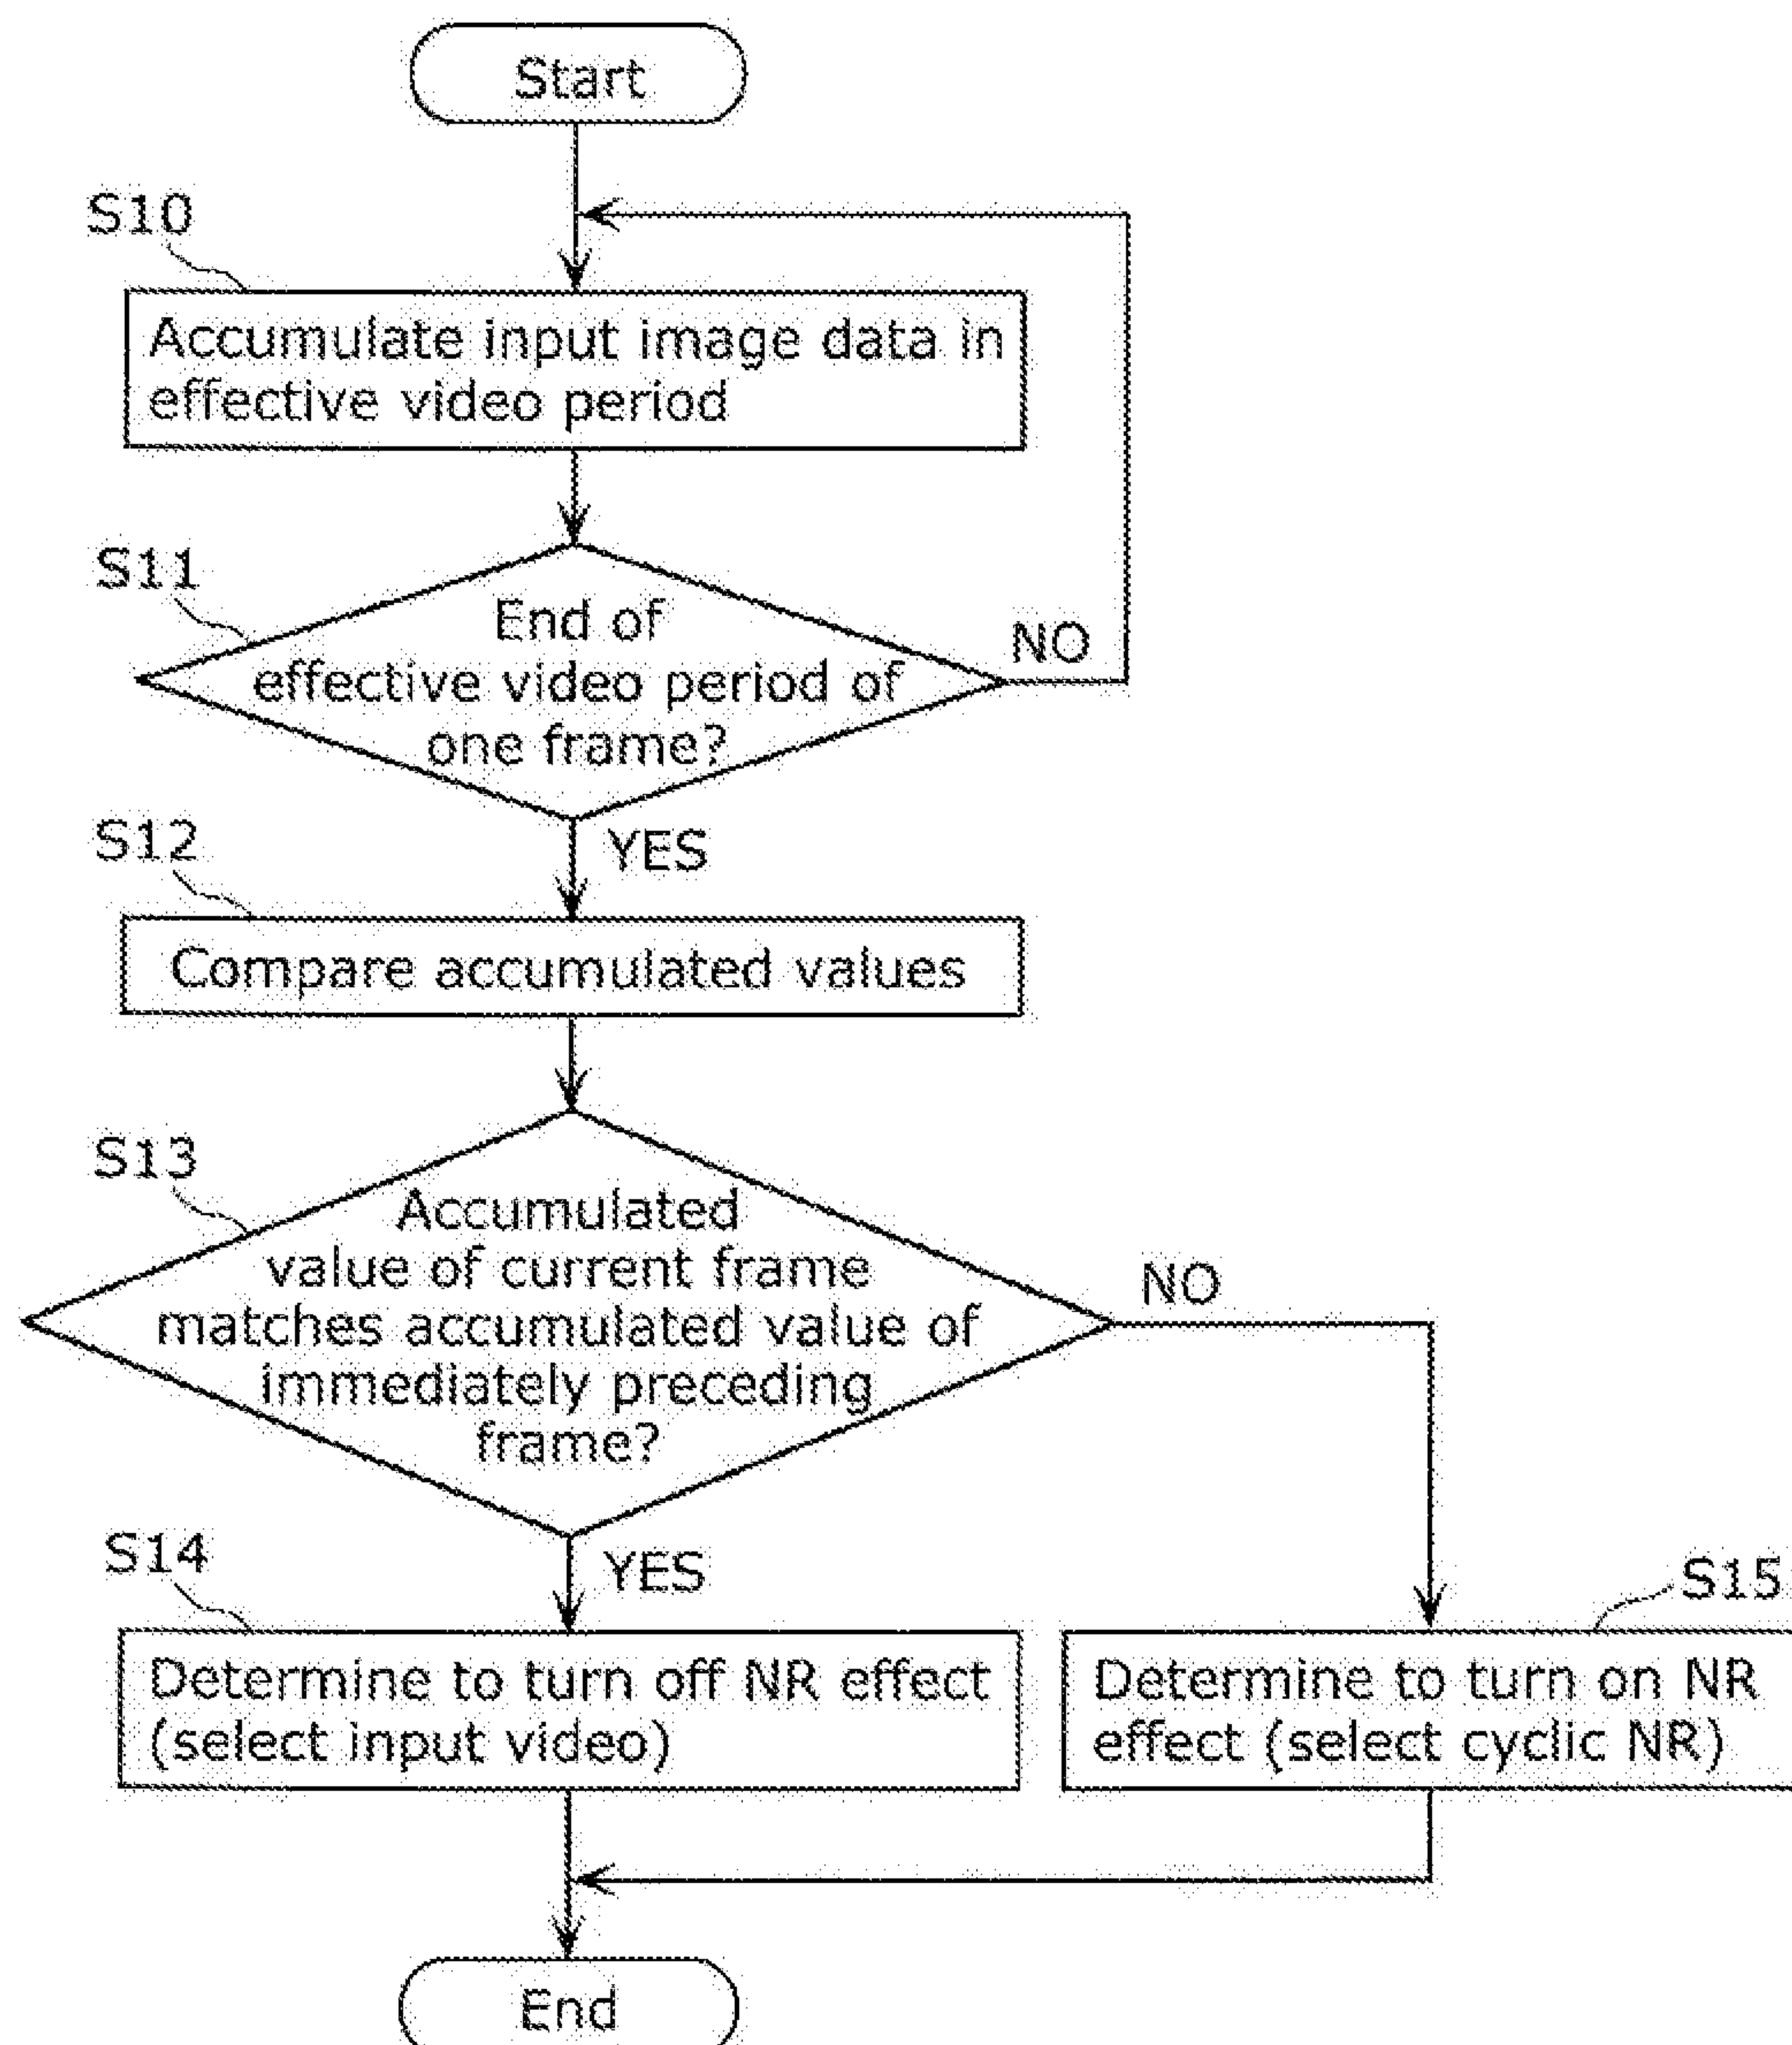 Start
S10
Accumulate input image data in
effective video period
S11
End of
effective video period of
one frame?
NO
YES
S12
Compare accumulated values
S13
Accumulated
value of current frame
matches accumulated value of
immediately preceding
frame?
NO
YES
S14
Determine to turn off NR effect
(select input video)
S15
Determine to turn on NR
effect (select cyclic NR)
End